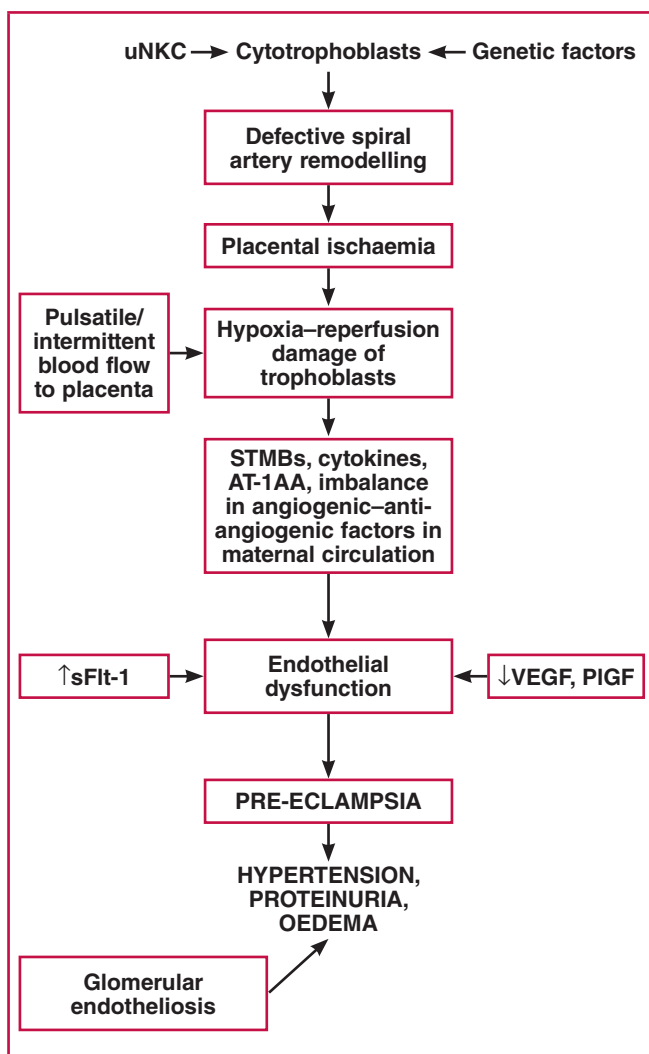 uNKC → Cytotrophoblasts ← Genetic factors
Defective spiral
artery remodelling
Placental ischaemia
Pulsatile/
intermittent
blood flow
to placenta
Hypoxia–reperfusion
damage of
trophoblasts
STMBs, cytokines,
AT-1AA, imbalance
in angiogenic–anti-
angiogenic factors in
maternal circulation
↑sFlt-1
Endothelial
dysfunction
↓VEGF, PIGF
PRE-ECLAMPSIA
HYPERTENSION,
PROTEINURIA,
OEDEMA
Glomerular
endotheliosis